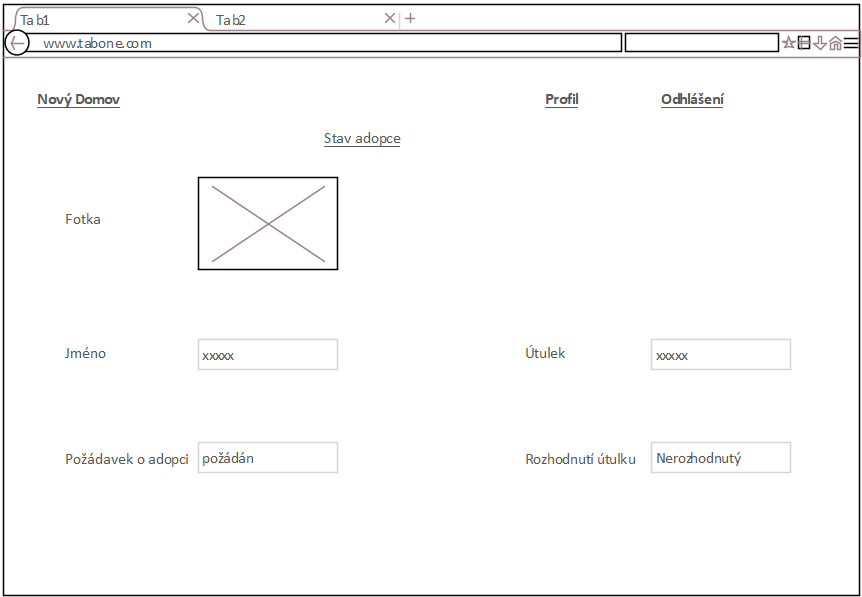 Tab1
Tab2
www.tabone.com
Nový Domov
Profil
Odhlášení
Stav adopce
Fotka
Jméno
xxxxx
Útulek
xxxxx
Požádavek o adopci
požádán
Rozhodnutí útulku
Nerozhodnutý